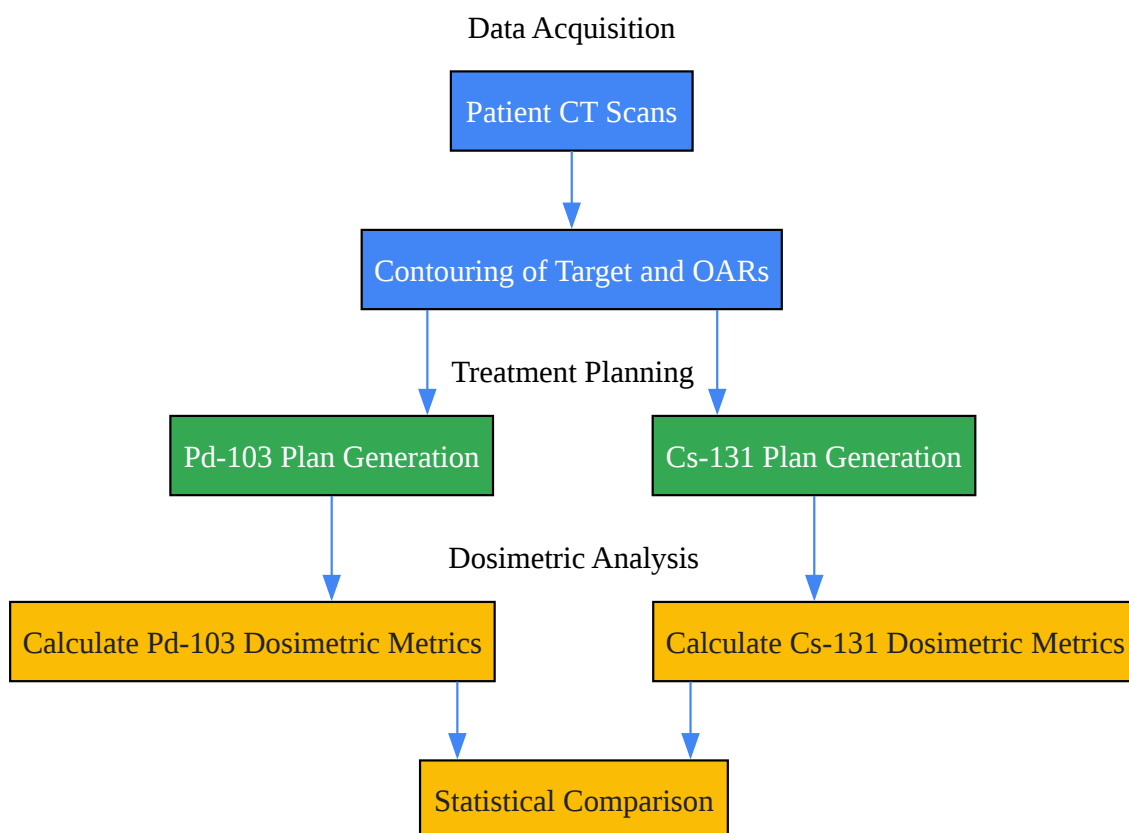 Data Acquisition
Patient CT Scans
Contouring of Target and OARs
Treatment Planning
Pd-103 Plan Generation
Cs-131 Plan Generation
Dosimetric Analysis
Calculate Pd-103 Dosimetric Metrics
Calculate Cs-131 Dosimetric Metrics
Statistical Comparison